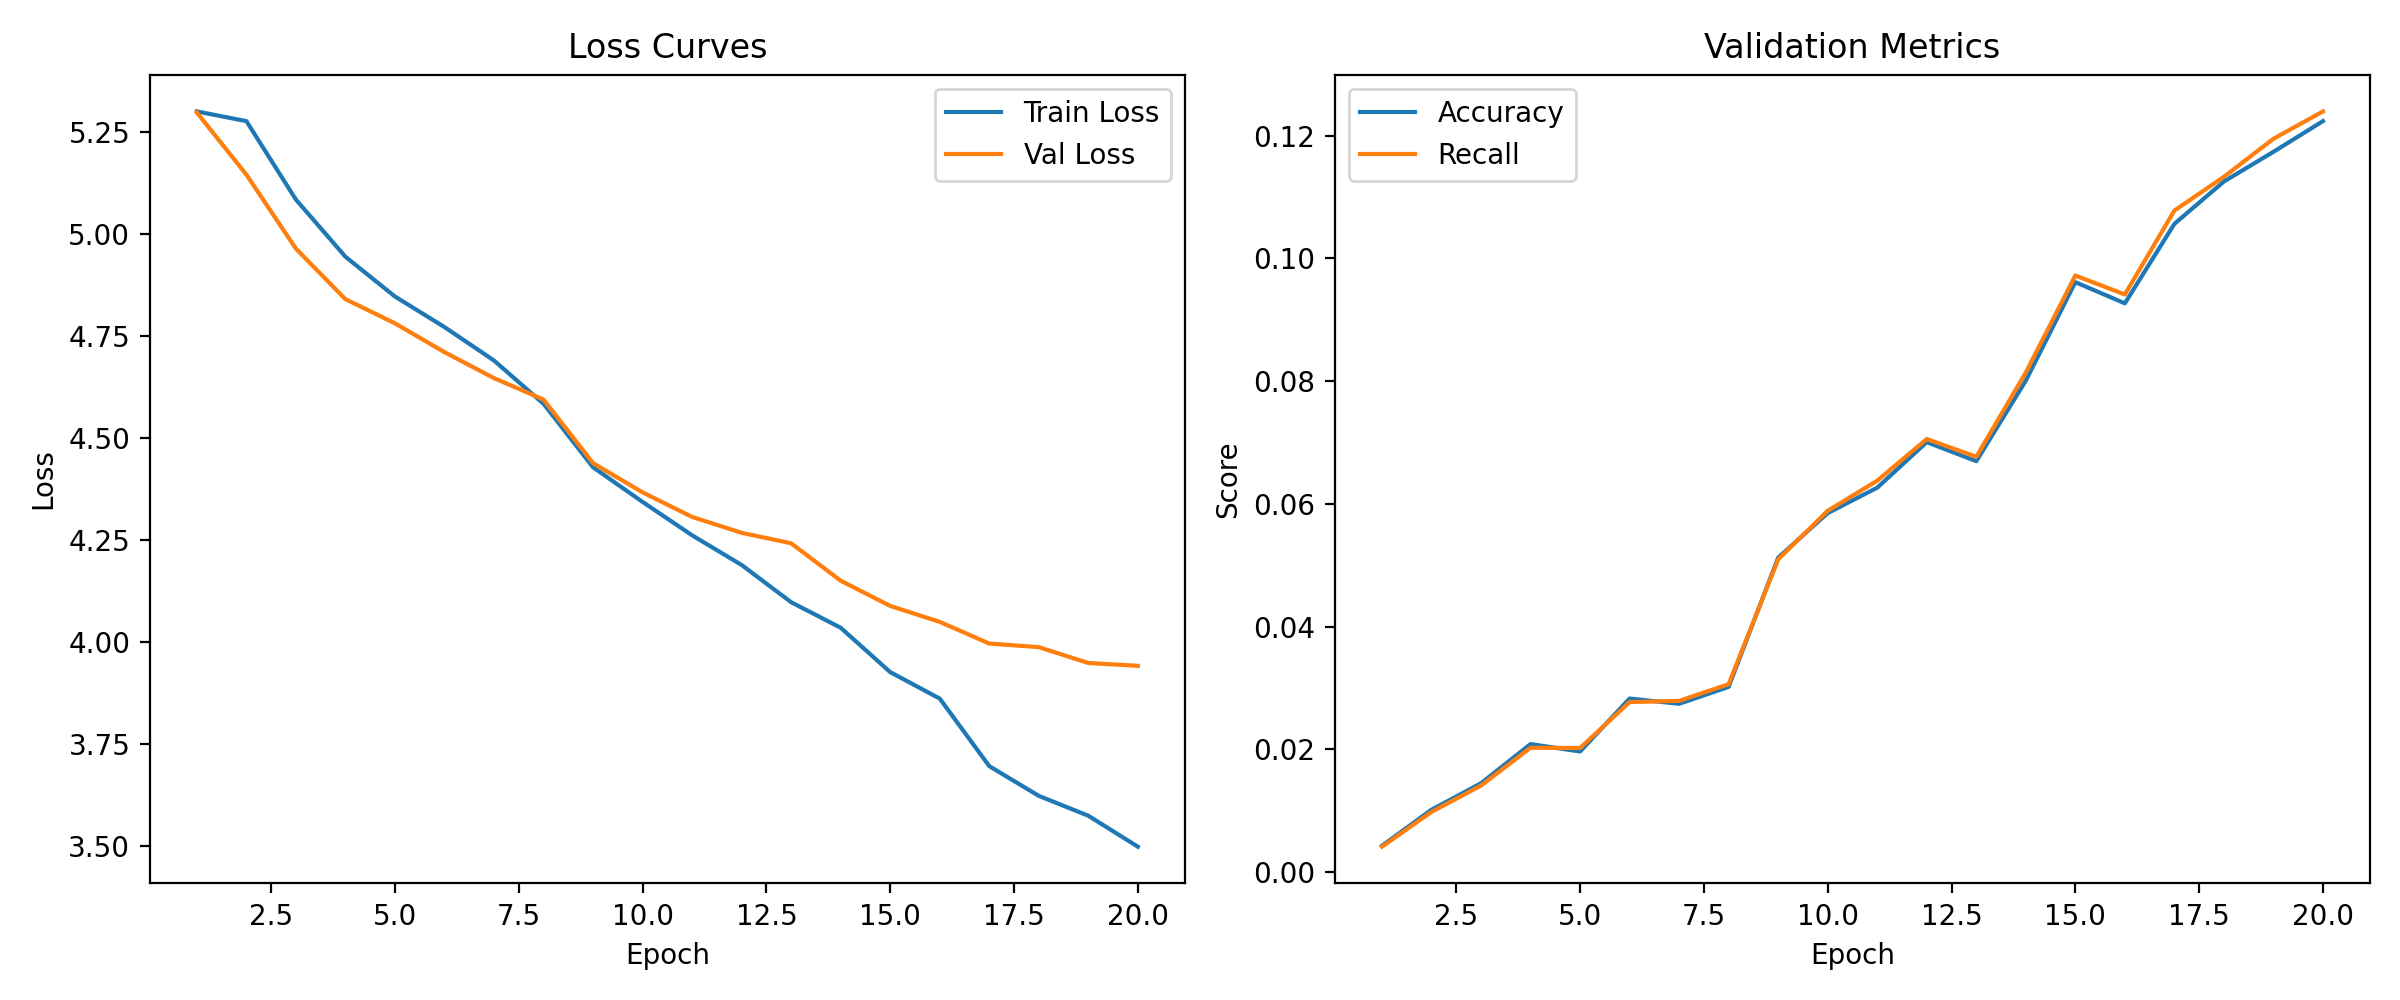 Loss Curves
Train Loss
Val Loss
5.25
5.00
4.75
4.50
4.25
4.00
3.75
3.50
Loss
2.5 5.0 7.5 10.0 12.5 15.0 17.5 20.0
Epoch
Validation Metrics
Accuracy
Recall
0.12
0.10
0.08
0.06
0.04
0.02
0.00
Score
2.5 5.0 7.5 10.0 12.5 15.0 17.5 20.0
Epoch